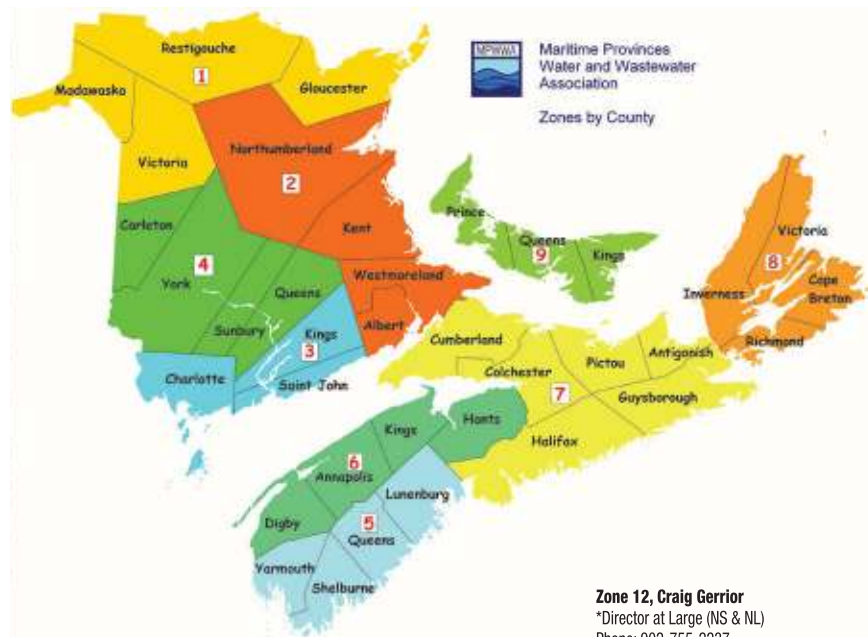 MPWWA
Maritime Provinces
Water and Wastewater
Association
Zones by County
Restigouche
1
Madawaska
Gloucester
Victoria
Northumberland
2
Carleton
Kent
4
York
Queens
Westmoreland
Sunbury
Kings
3
Albert
Charlotte
Saint John
Prince
Queens
9
Kings
Victoria
8
Inverness
Cape
Breton
Richmond
Cumberland
Colchester
Pictou
Antigonish
7
Guysborough
Halifax
Hants
Kings
6
Annapolis
Digby
Lunenburg
5
Queens
Yarmouth
Shelburne
Zone 12, Craig Gerrior
*Director at Large (NS & NL)